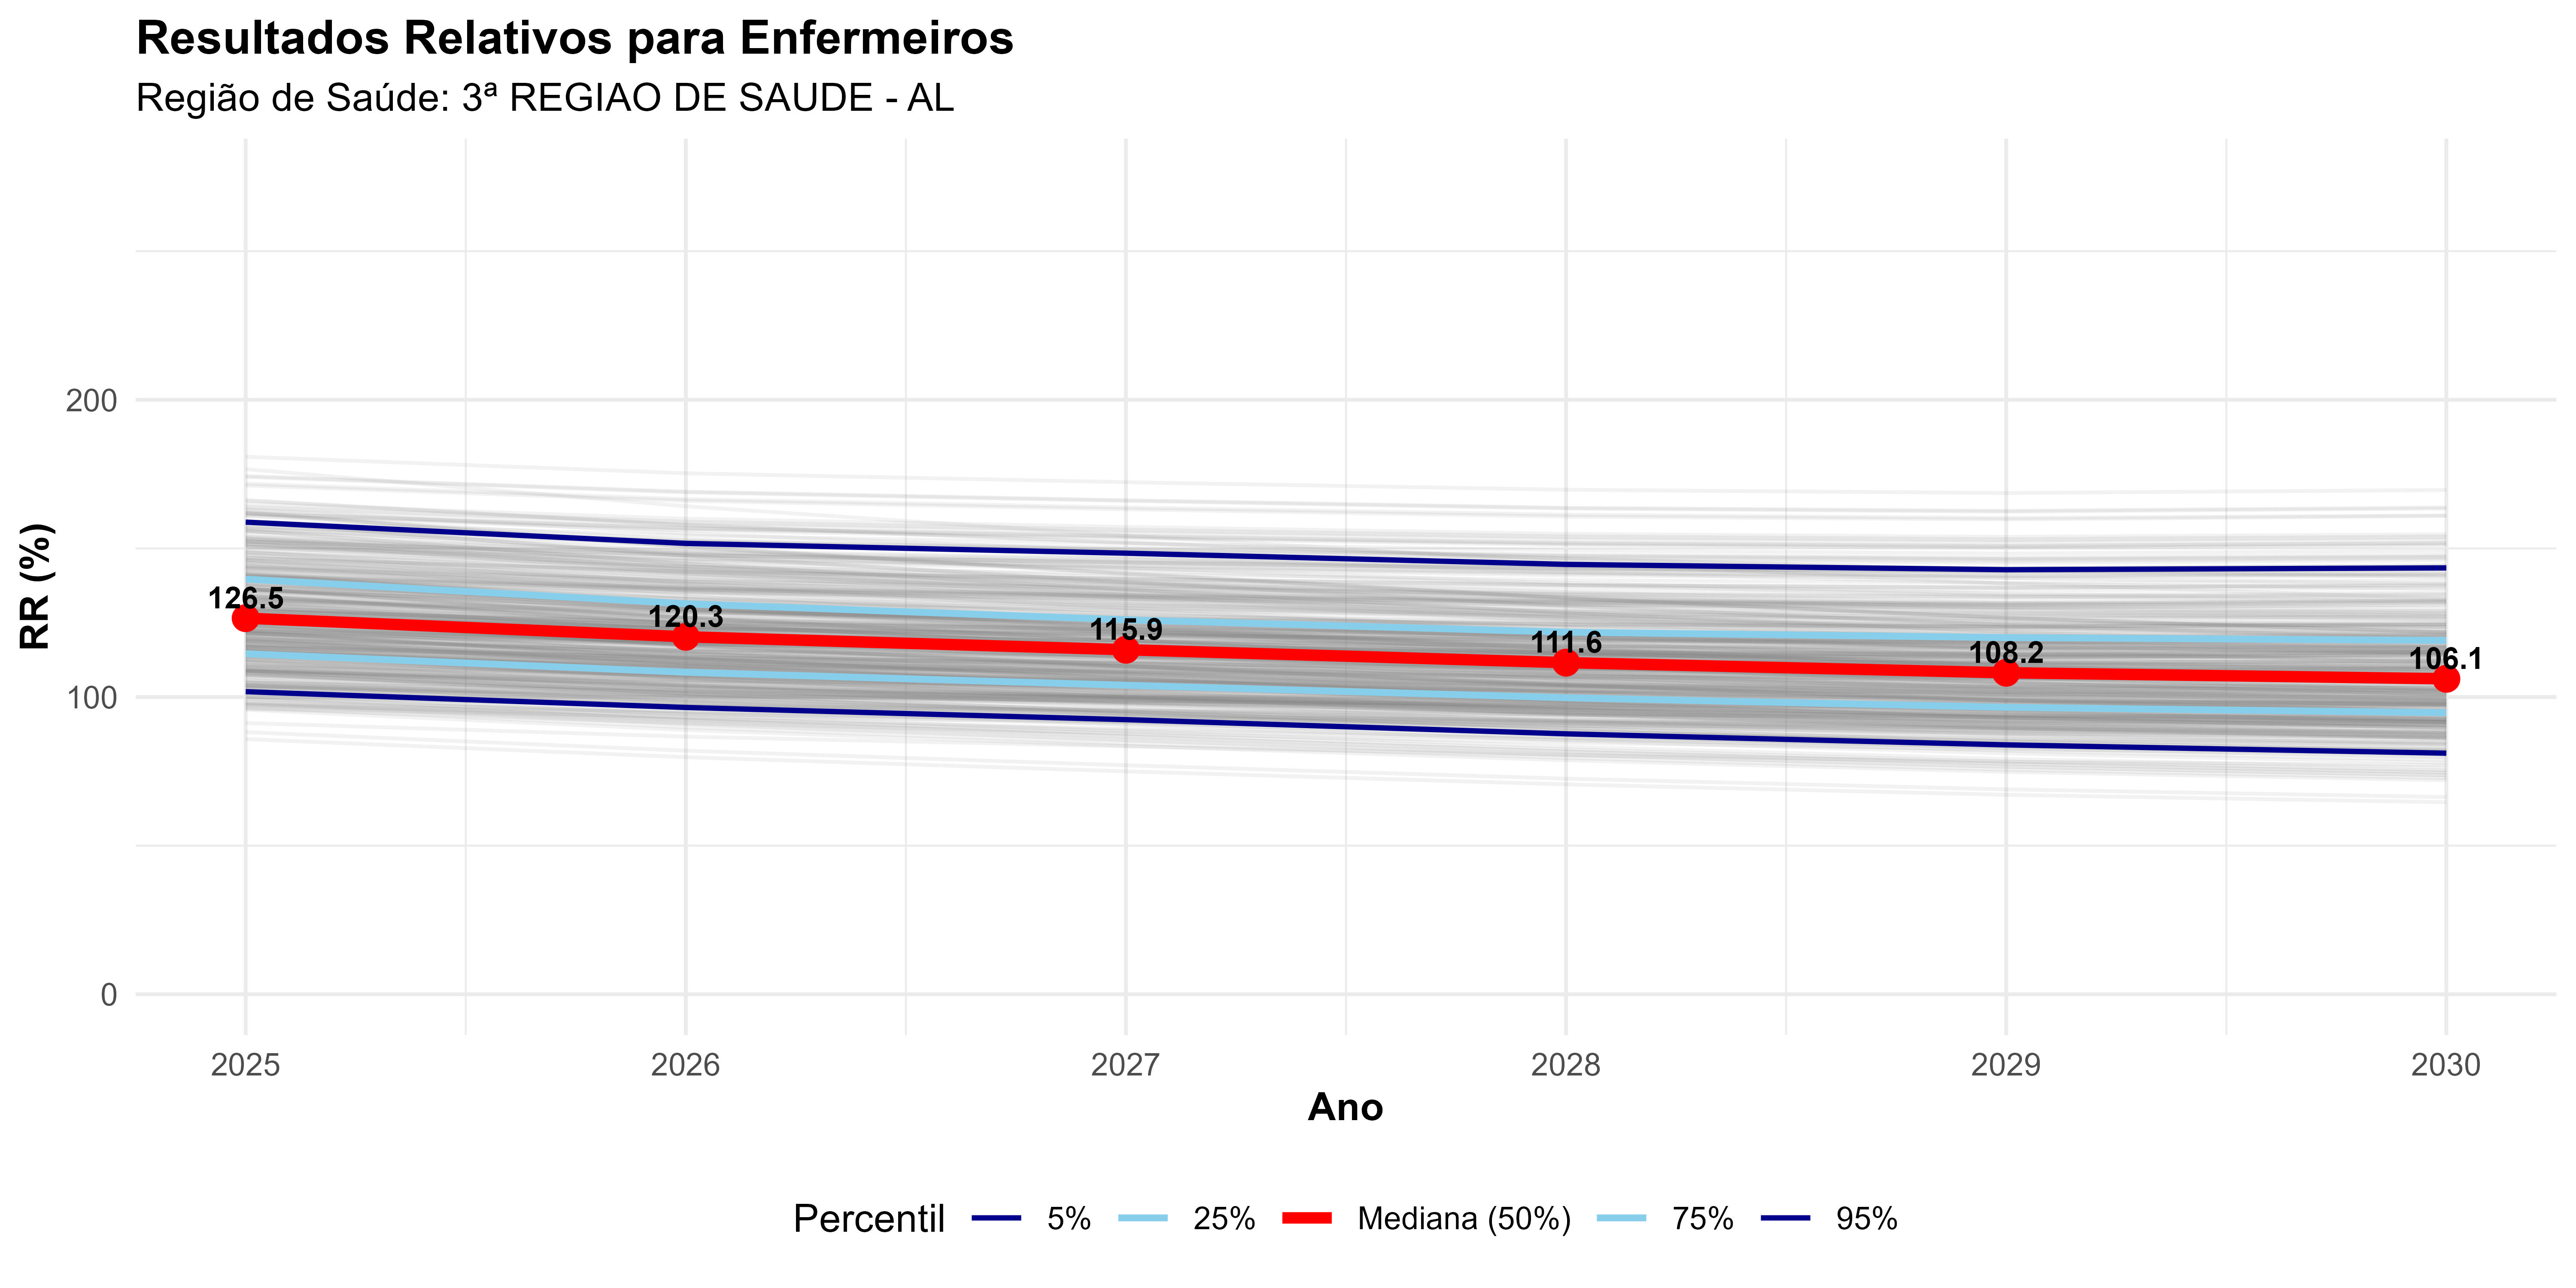 Resultados Relativos para Enfermeiros
Região de Saúde: 3ª REGIAO DE SAUDE - AL
RR (%)
200
100
0
126.5
120.3
115.9
111.6
108.2
106.1
2025 2026 2027 2028 2029 2030
Ano
Percentil 5% 25% Mediana (50%) 75% 95%